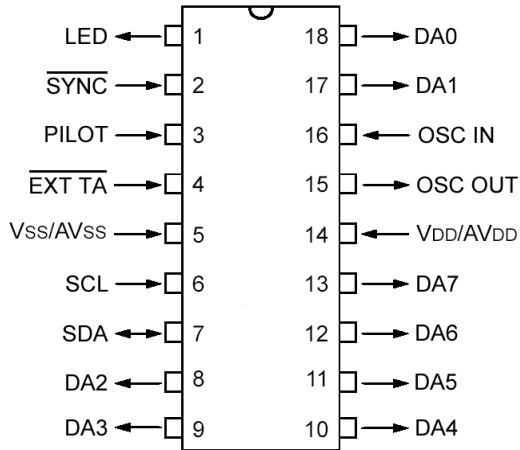 LED 1 18 DA0
SYNC 2 17 DA1
PILOT 3 16 OSC IN
EXT TA 4 15 OSC OUT
VSS/AVSS 5 14 VDD/AVDD
SCL 6 13 DA7
SDA 7 12 DA6
DA2 8 11 DA5
DA3 9 10 DA4